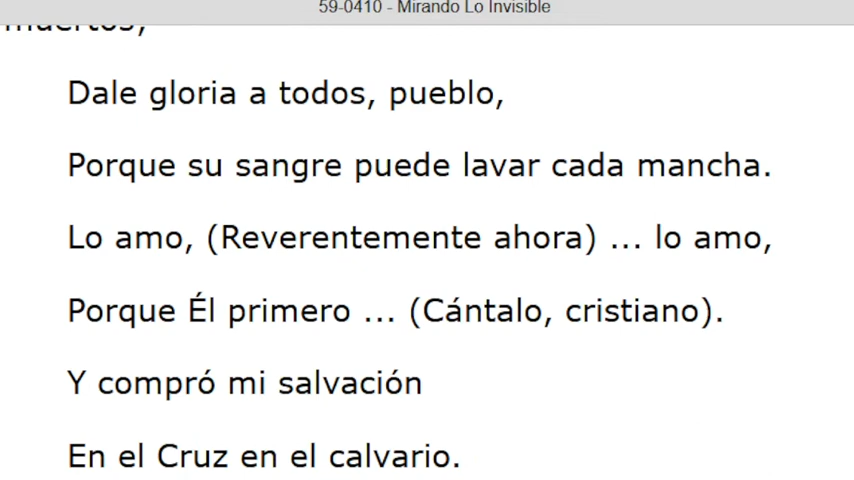 59-0410 - Mirando Lo Invisible
muertos,
Dale gloria a todos, pueblo,
Porque su sangre puede lavar cada mancha.
Lo amo, (Reverentemente ahora) ... lo amo,
Porque Él primero ... (Cántalo, cristiano).
Y compró mi salvación
En el Cruz en el calvario.